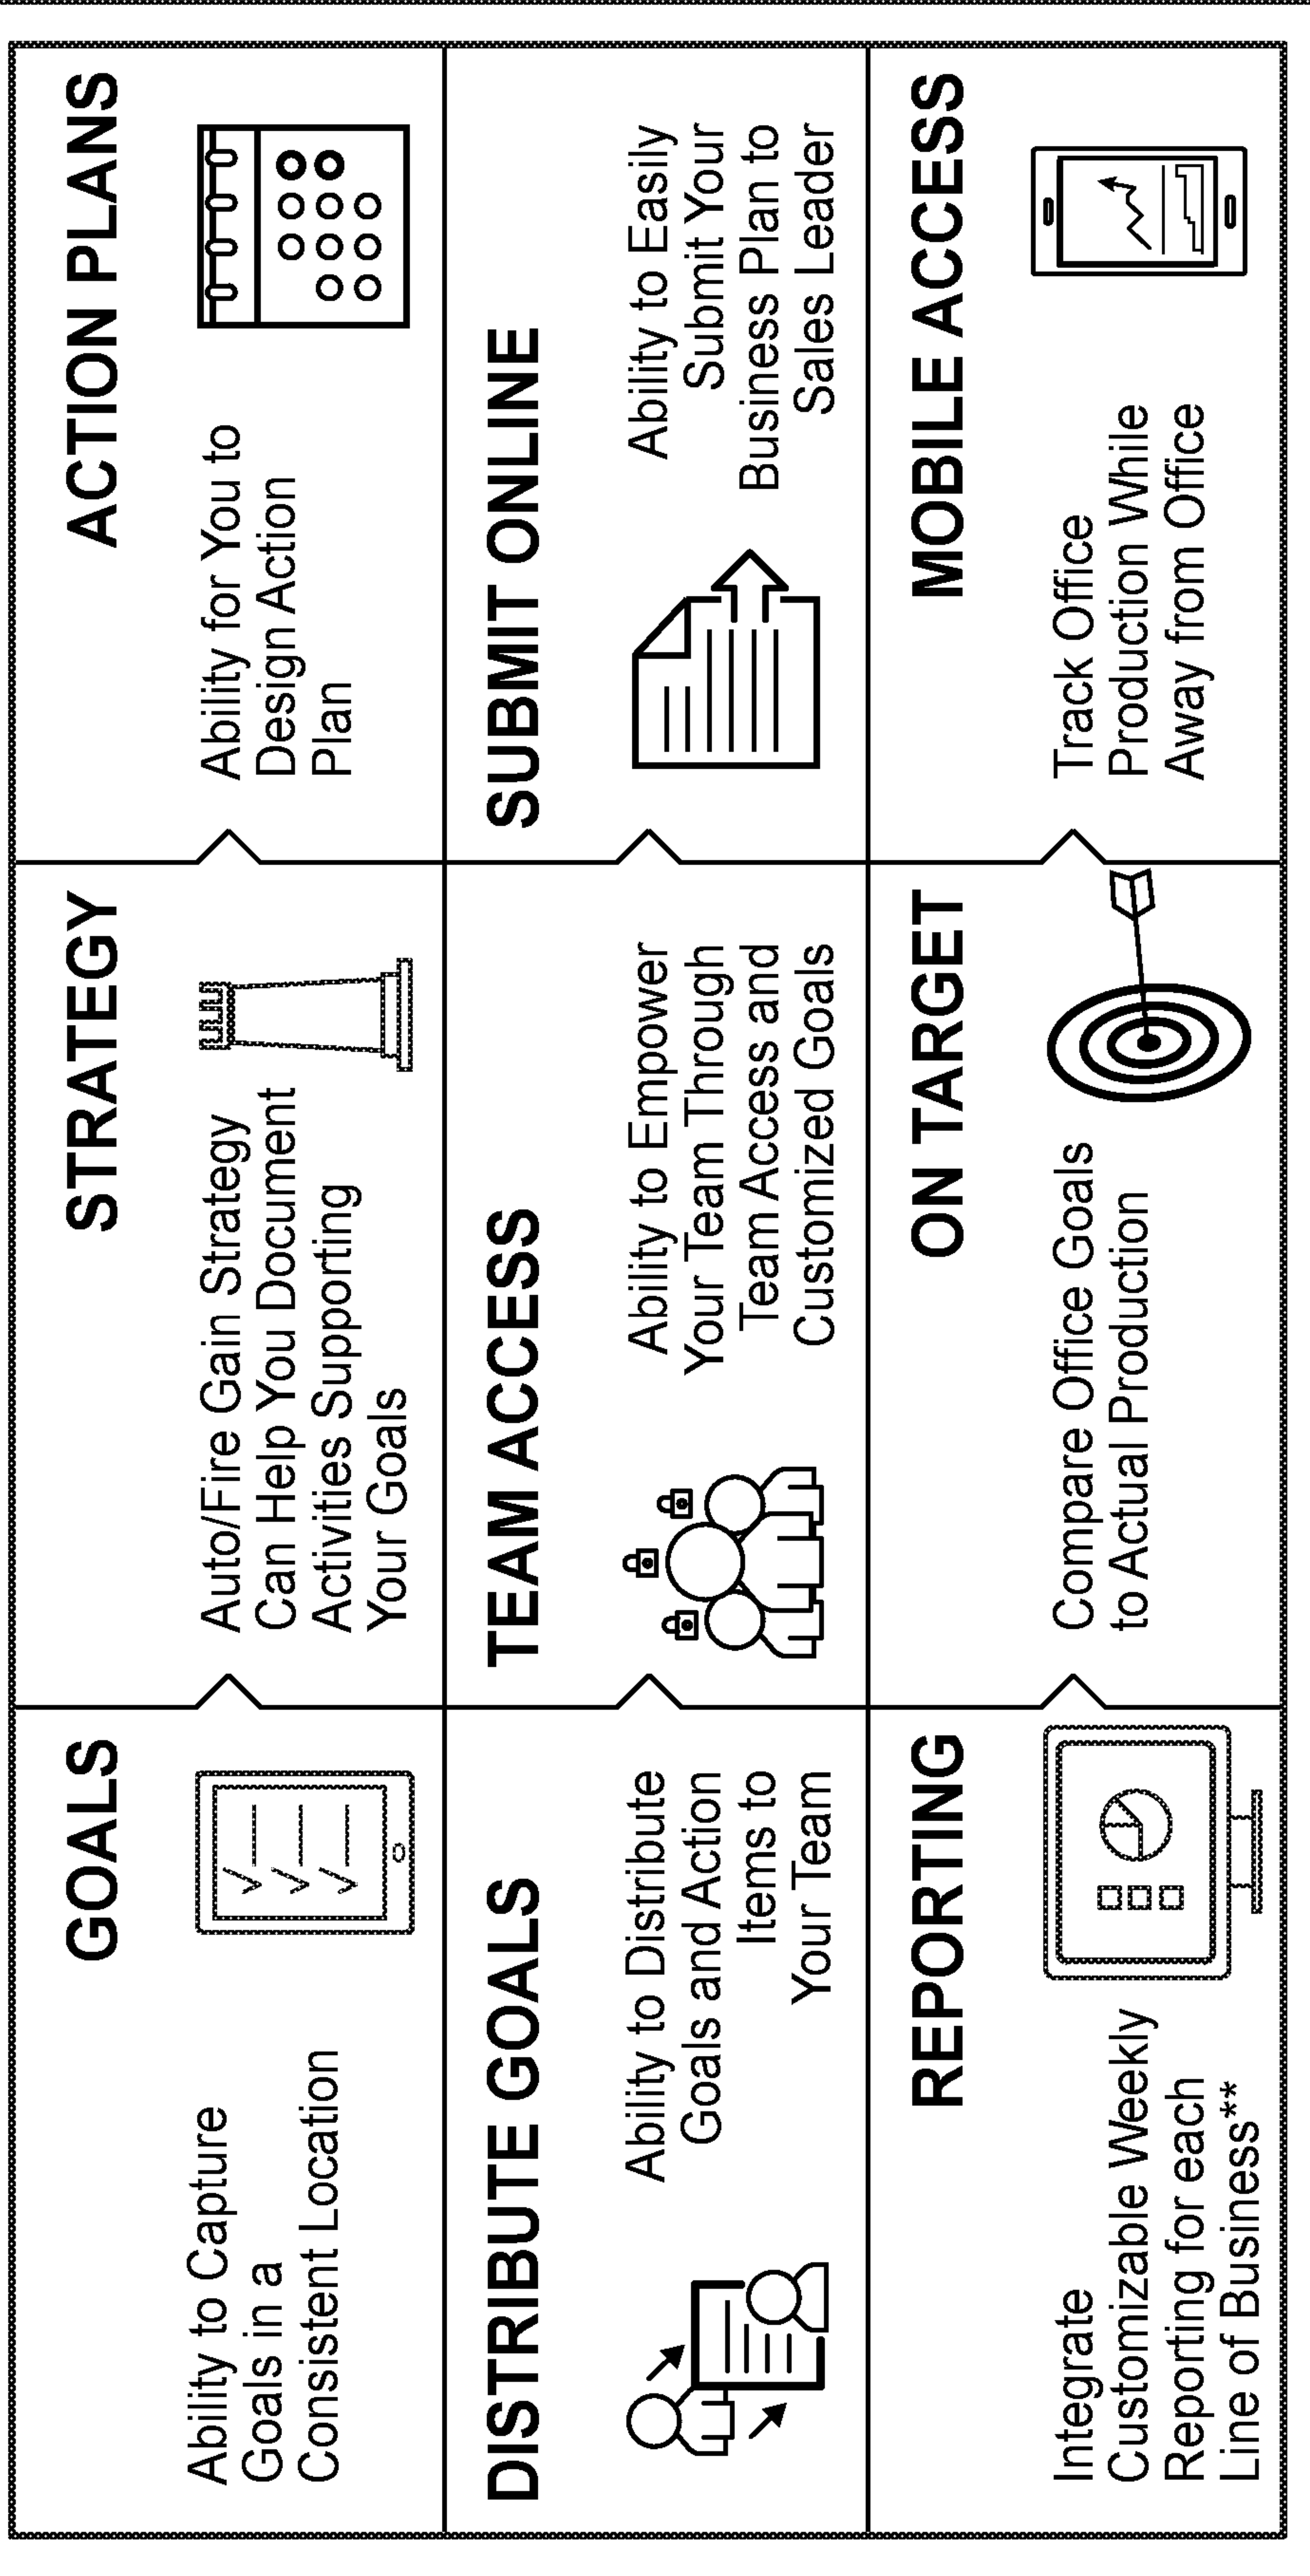 GOALS
Ability to Capture
Goals in a
Consistent Location
STRATEGY
Auto/Fire Gain Strategy
Can Help You Document
Activities Supporting
Your Goals
ACTION PLANS
Ability for You to
Design Action
Plan
DISTRIBUTE GOALS
Ability to Distribute
Goals and Action
Items to
Your Team
TEAM ACCESS
Ability to Empower
Your Team Through
Team Access and
Customized Goals
SUBMIT ONLINE
Ability to Easily
Submit Your
Business Plan to
Sales Leader
REPORTING
Integrate
Customizable Weekly
Reporting for each
Line of Business**
ON TARGET
Compare Office Goals
to Actual Production
MOBILE ACCESS
Track Office
Production While
Away from Office